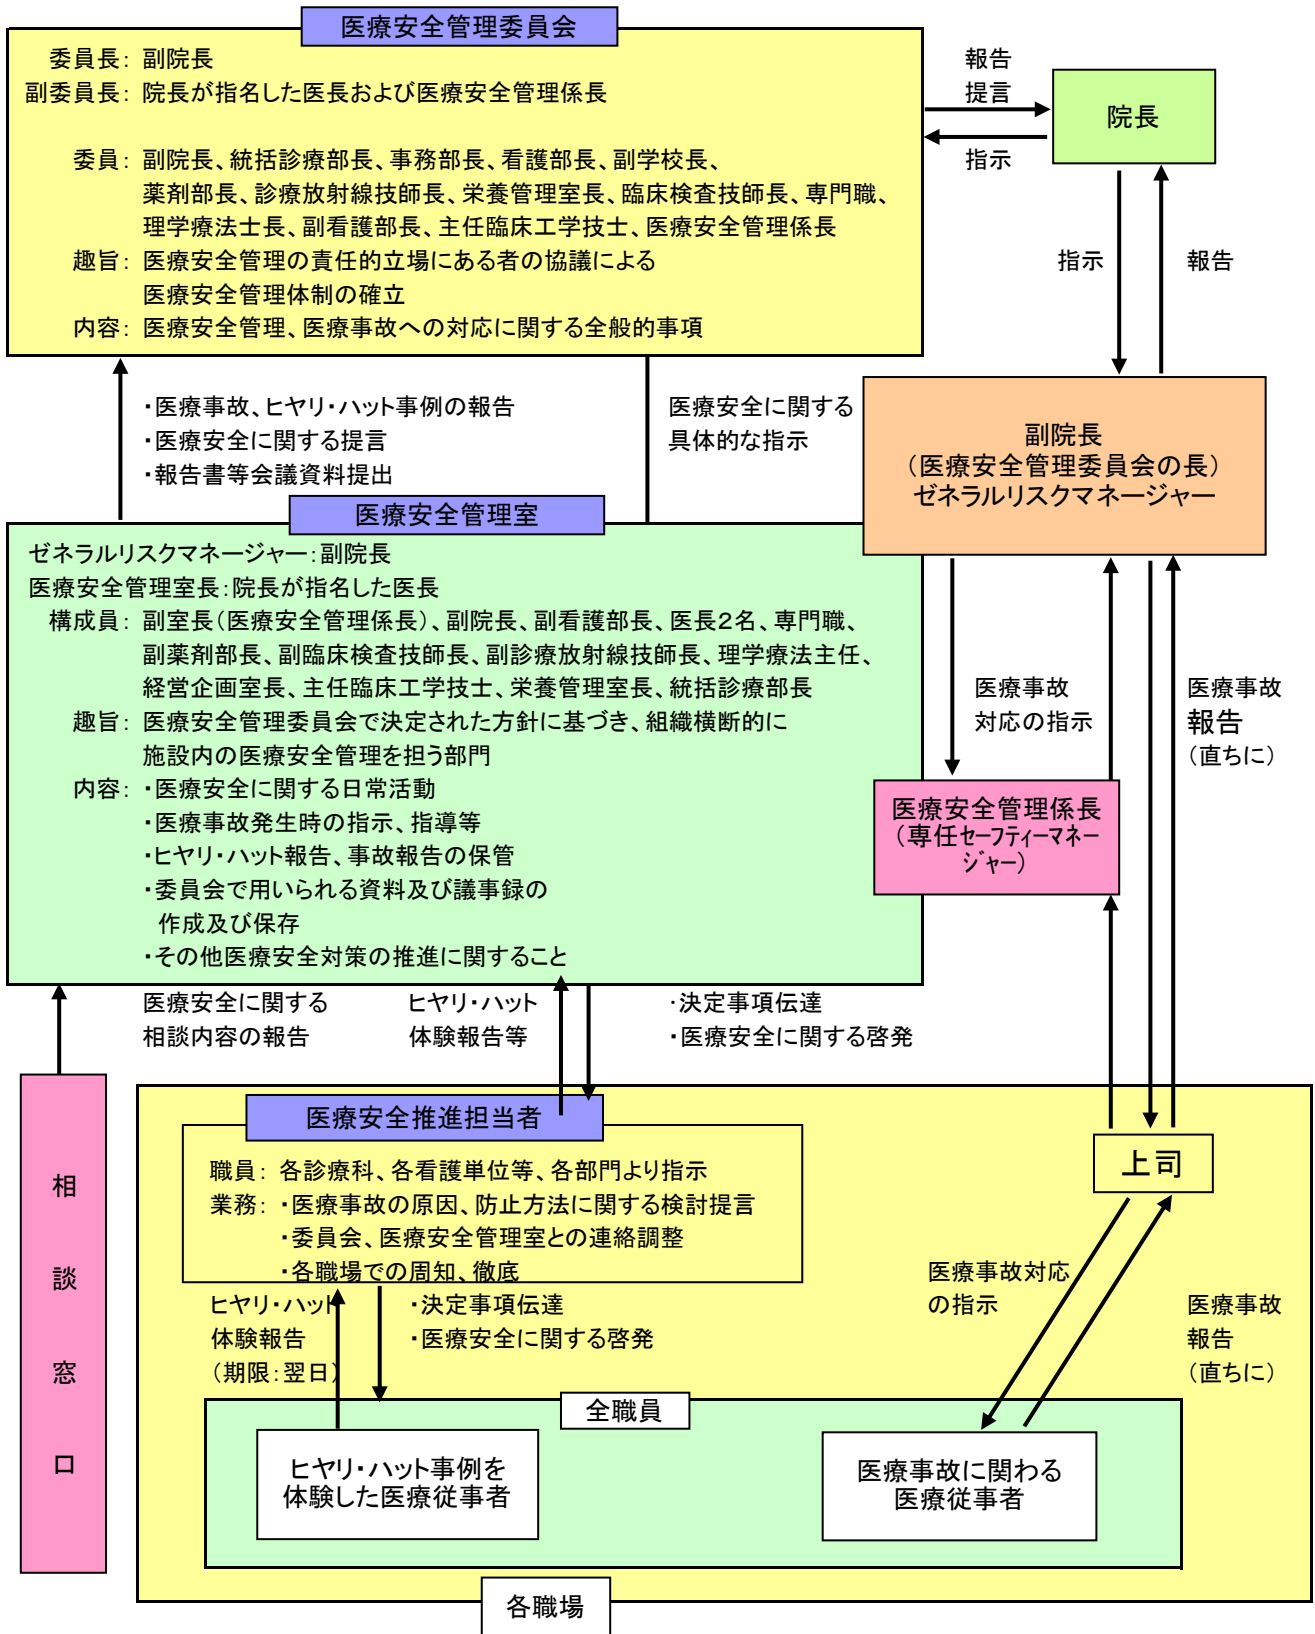 医療安全管理委員会
委員長： 副院長
副委員長： 院長が指名した医長および医療安全管理係長
委員： 副院長、統括診療部長、事務部長、看護部長、副学校長、
薬剤部長、診療放射線技師長、栄養管理室長、臨床検査技師長、専門職、
理学療法士長、副看護部長、主任臨床工学技士、医療安全管理係長
趣旨： 医療安全管理の責任的立場にある者の協議による
医療安全管理体制の確立
内容： 医療安全管理、医療事故への対応に関する全般的事項
報告
提言
指示
院長
指示
報告
・医療事故、ヒヤリ・ハット事例の報告
・医療安全に関する提言
・報告書等会議資料提出
医療安全に関する
具体的な指示
副院長
（医療安全管理委員会の長）
ゼネラルリスクマネージャー
医療安全管理室
ゼネラルリスクマネージャー：副院長
医療安全管理室長：院長が指名した医長
構成員： 副室長（医療安全管理係長）、副院長、副看護部長、医長２名、専門職、
副薬剤部長、副臨床検査技師長、副診療放射線技師長、理学療法主任、
経営企画室長、主任臨床工学技士、栄養管理室長、統括診療部長
趣旨： 医療安全管理委員会で決定された方針に基づき、組織横断的に
施設内の医療安全管理を担う部門
内容： ・医療安全に関する日常活動
・医療事故発生時の指示、指導等
・ヒヤリ・ハット報告、事故報告の保管
・委員会で用いられる資料及び議事録の
作成及び保存
・その他医療安全対策の推進に関すること
医療事故
対応の指示
医療事故
報告
（直ちに）
医療安全管理係長
（専任セーフティーマネー
ジャー）
医療安全に関する
相談内容の報告
ヒヤリ・ハット
体験報告等
・決定事項伝達
・医療安全に関する啓発
相
談
窓
口
医療安全推進担当者
職員： 各診療科、各看護単位等、各部門より指示
業務： ・医療事故の原因、防止方法に関する検討提言
・委員会、医療安全管理室との連絡調整
・各職場での周知、徹底
上司
ヒヤリ・ハット
体験報告
（期限：翌日）
・決定事項伝達
・医療安全に関する啓発
医療事故対応
の指示
医療事故
報告
（直ちに）
全職員
ヒヤリ・ハット事例を
体験した医療従事者
医療事故に関わる
医療従事者
各職場